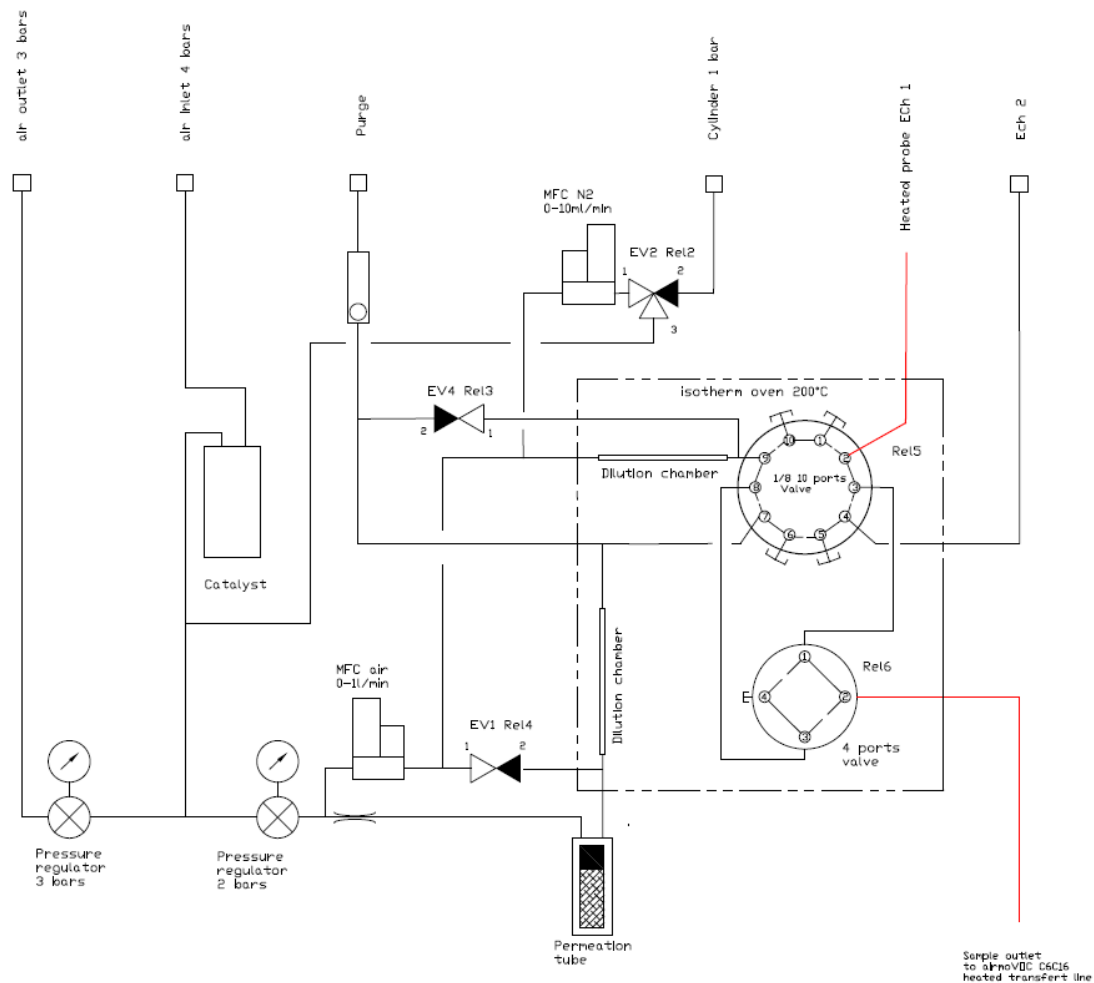 air outlet 3 bars
air inlet 4 bars
Purge
Cylinder 1 bar
Heated probe ECh 1
Ech 2
MFC N2
0-10ml/min
EV2 Rel2
1
2
3
EV4 Rel3
2
1
isotherm oven 200°C
Rel5
10
1
9
2
8
3
7
4
6
5
1/8 10 ports
Valve
Dilution chamber
Catalyst
Dilution chamber
MFC air
0-1l/min
EV1 Rel4
1
2
Rel6
1
E
4
2
3
4 ports
valve
Pressure
regulator
3 bars
Pressure
regulator
2 bars
Permeation
tube
Sample outlet
to airmoVOC C6C16
heated transfert line